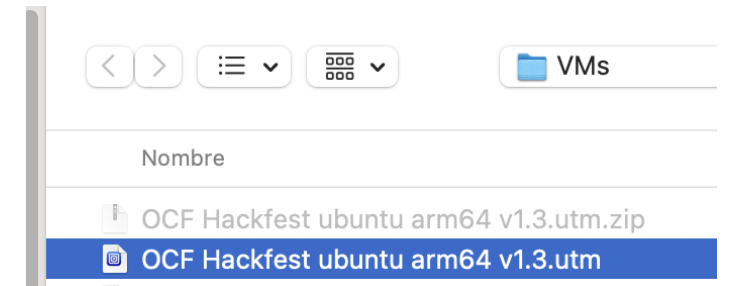 VMs
Nombre
OCF Hackfest ubuntu arm64 v1.3.utm.zip
OCF Hackfest ubuntu arm64 v1.3.utm